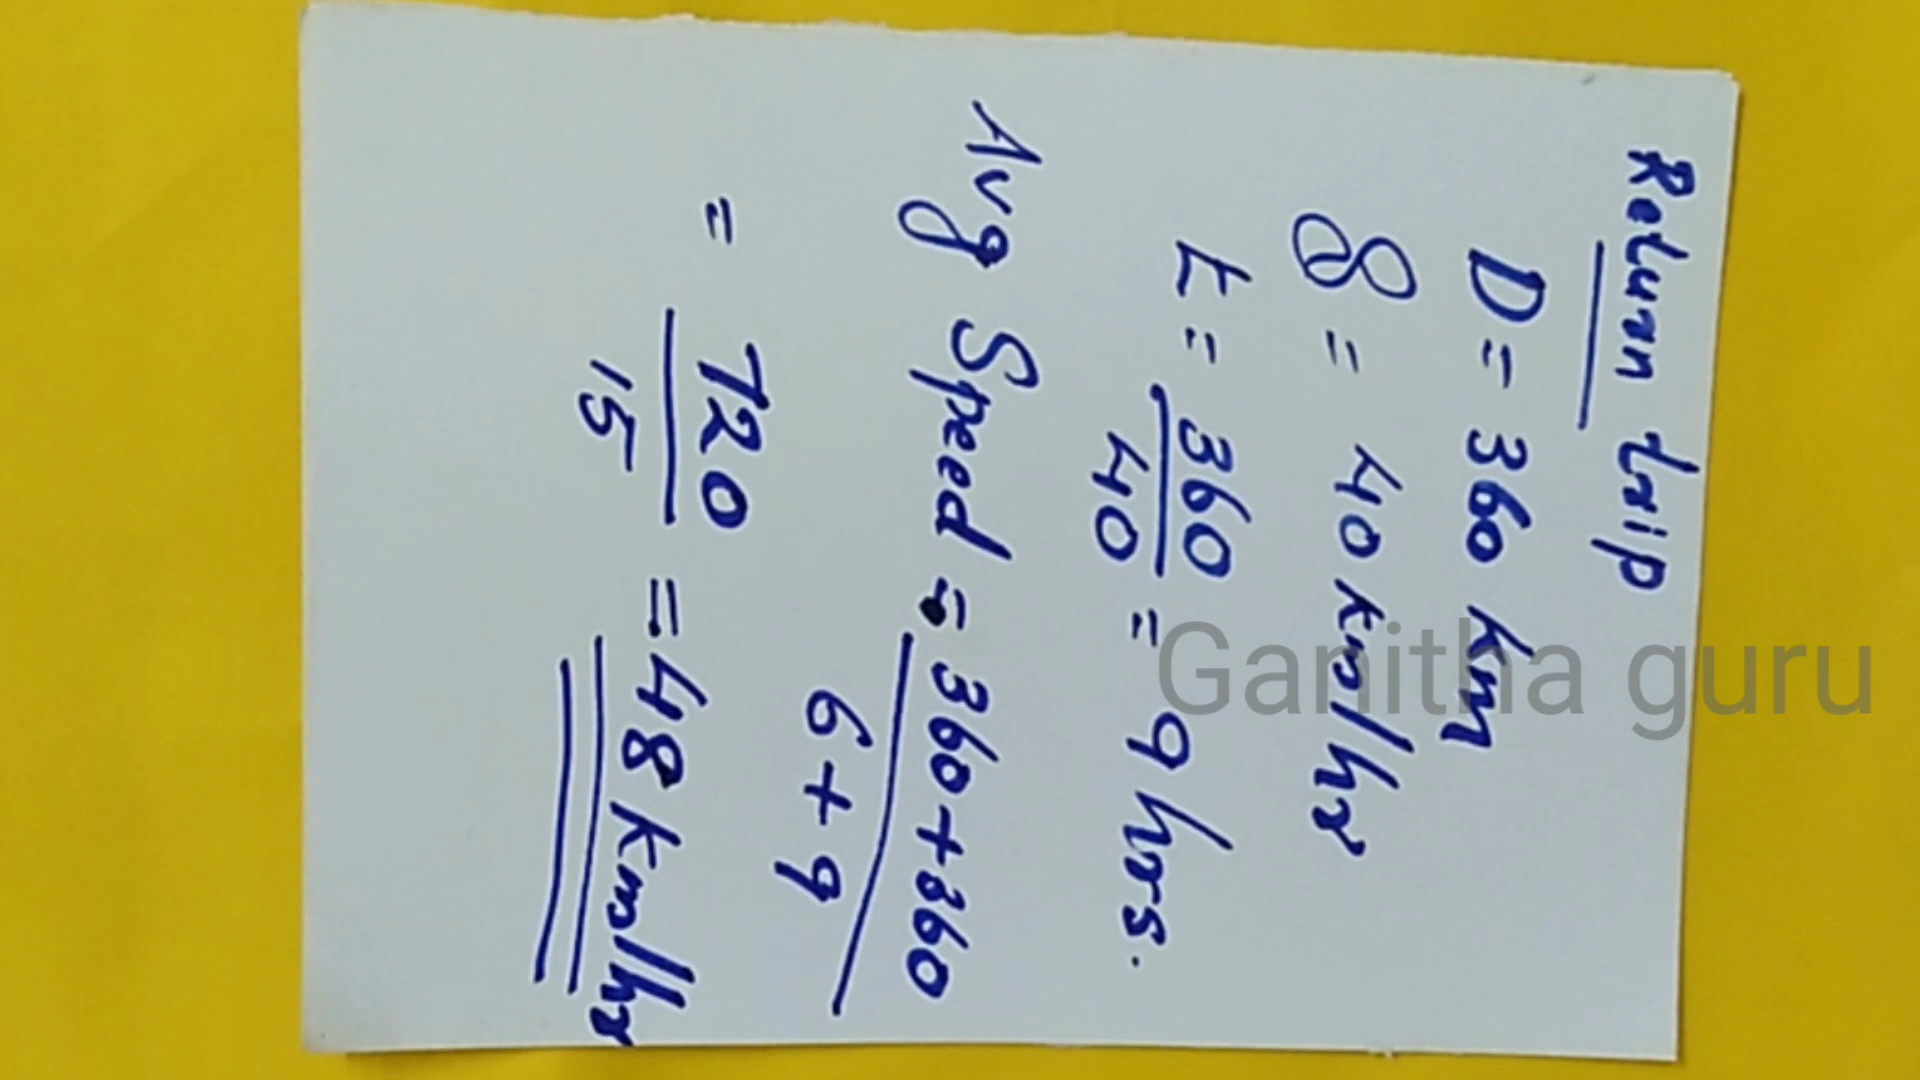 Return trip
D = 360 km
S = 40 km/hr
t = 360/40 = 9 hrs.
Avg Speed = 360+360
6+9
= 720/15 = 48 km/hr
Ganitha guru